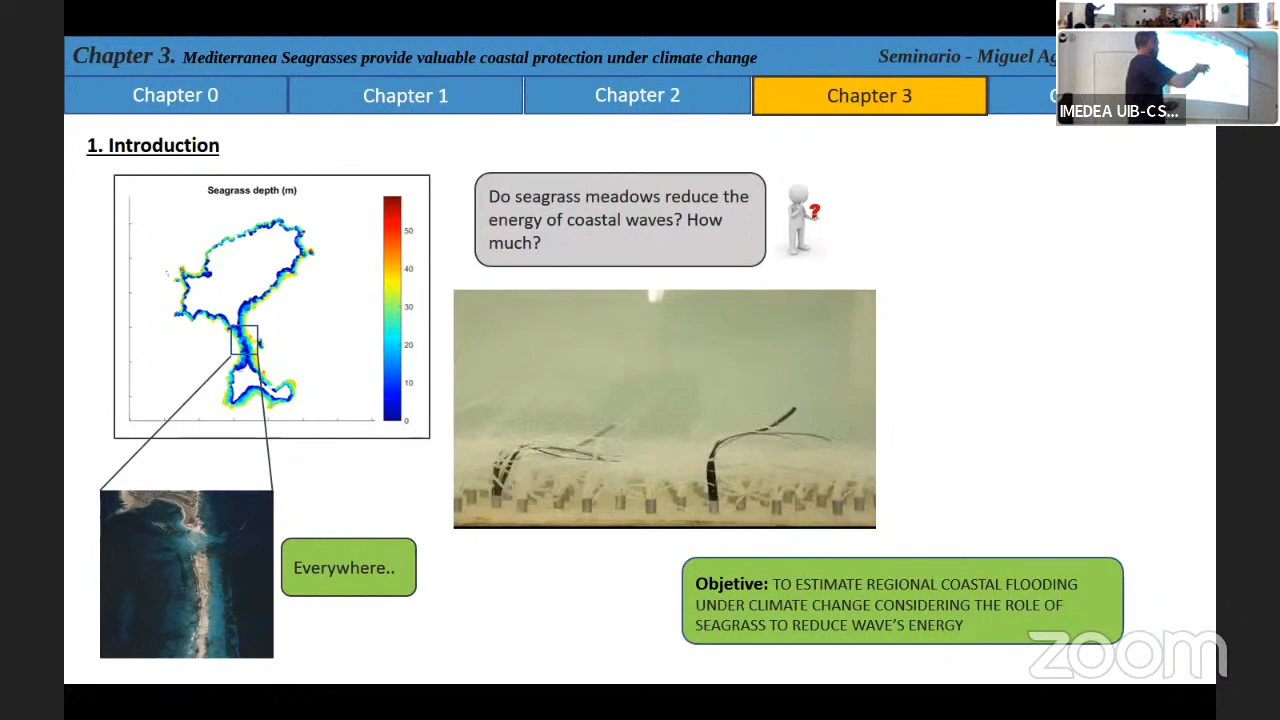 Chapter 3. Mediterranea Seagrasses provide valuable coastal protection under climate change
Seminario - Miguel Ag
Chapter 0
Chapter 1
Chapter 2
Chapter 3
IMEDEA UIB-CS...
1. Introduction
Seagrass depth (m)
50
40
30
20
10
0
Do seagrass meadows reduce the
energy of coastal waves? How
much?
?
Everywhere..
Objetive: TO ESTIMATE REGIONAL COASTAL FLOODING
UNDER CLIMATE CHANGE CONSIDERING THE ROLE OF
SEAGRASS TO REDUCE WAVE'S ENERGY
zoom